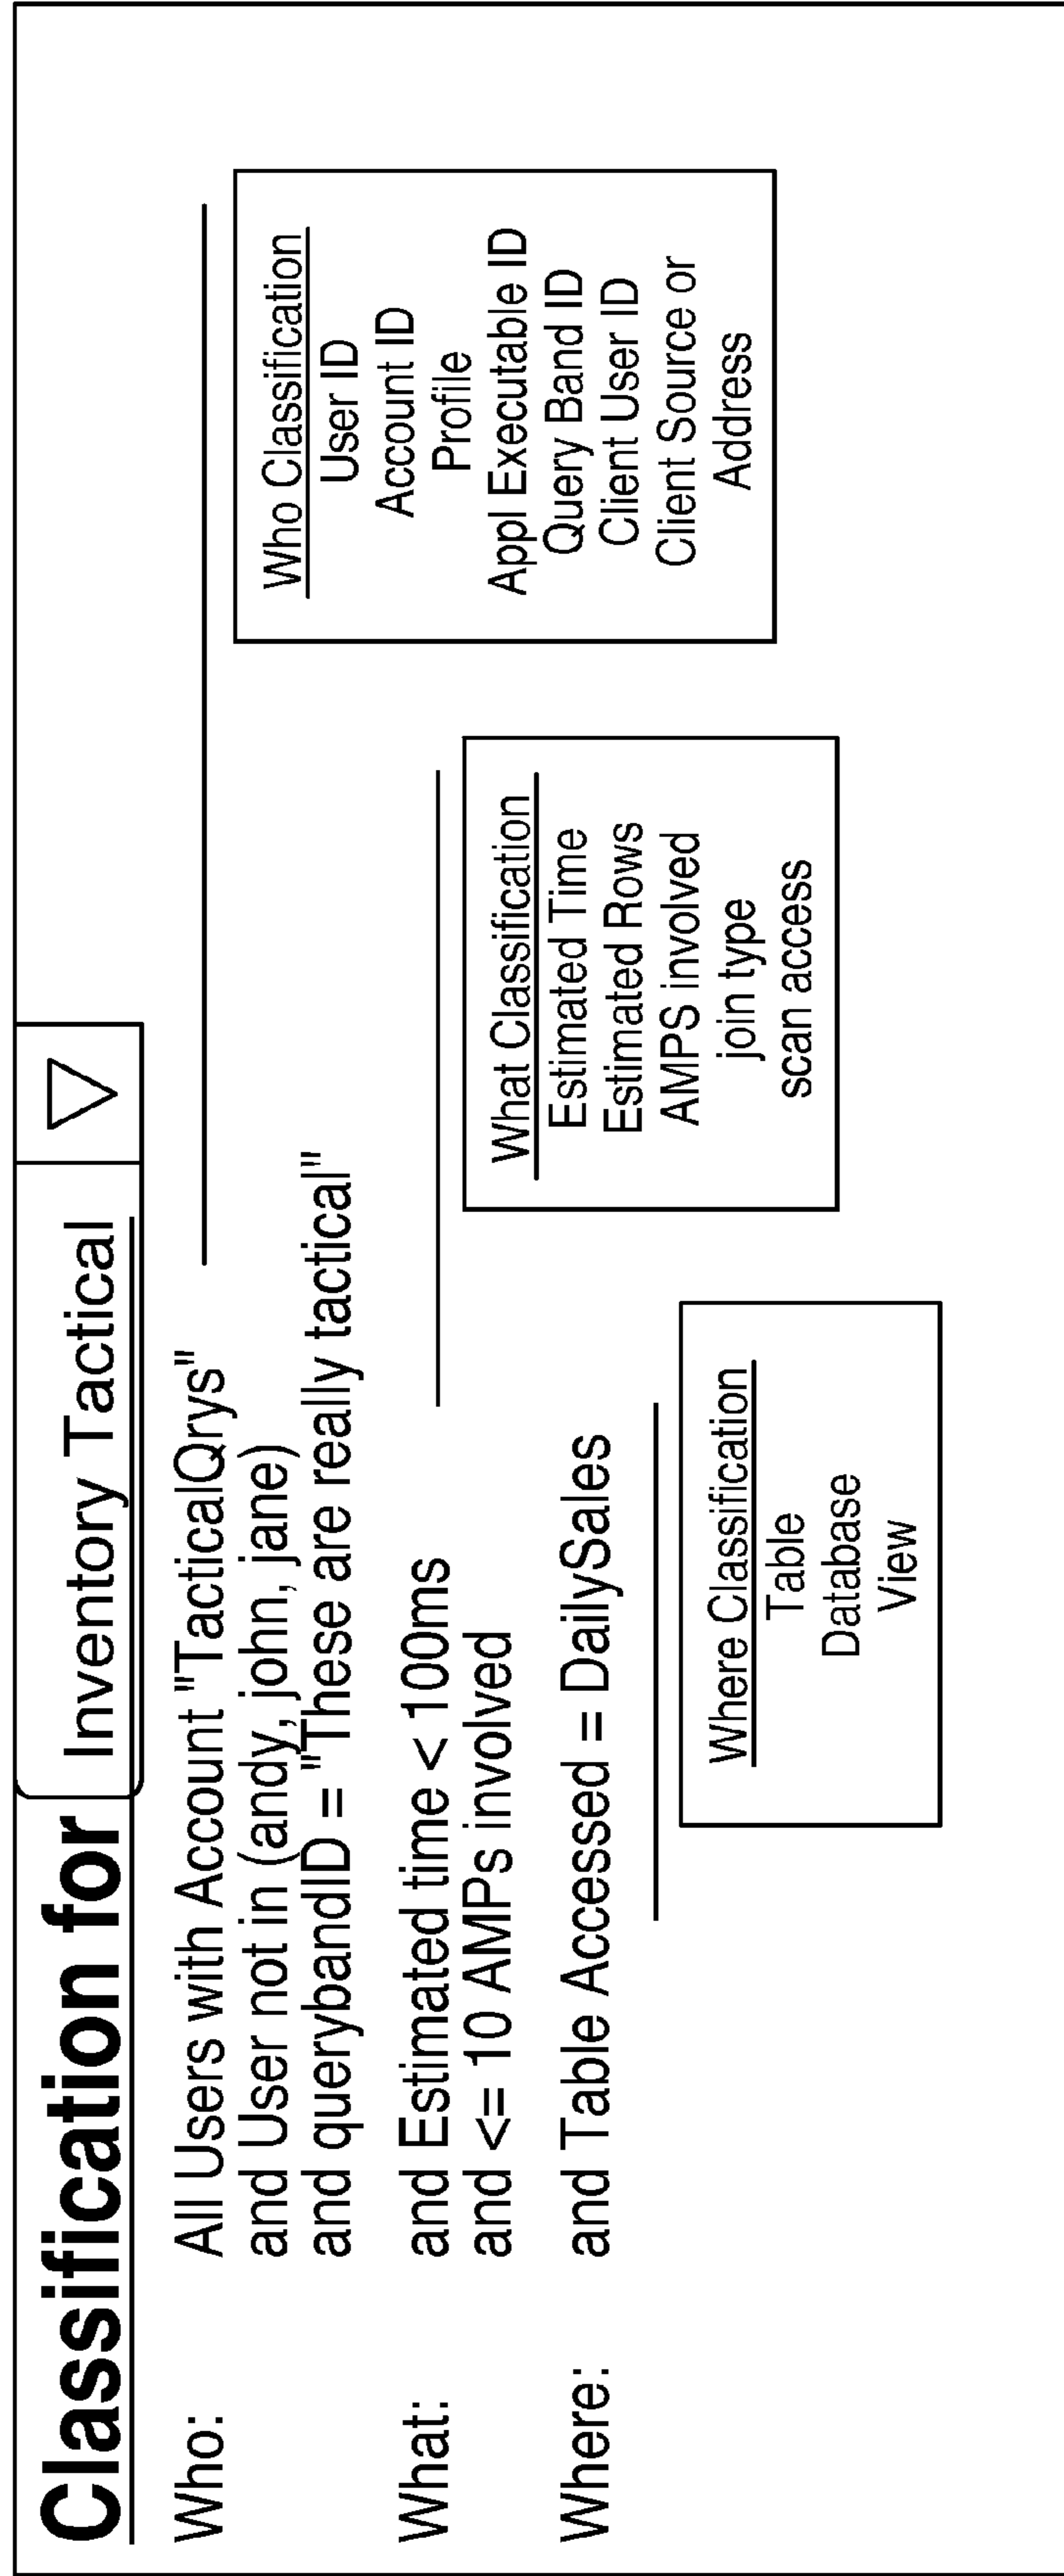 Classification for Inventory Tactical
Who: All Users with Account "TacticalQrys"
and User not in (andy, john, jane)
and querybandID = "These are really tactical"
Who Classification
User ID
Account ID
Profile
Appl Executable ID
Query Band ID
Client User ID
Client Source or
Address
What: and Estimated time < 100ms
and <= 10 AMPs involved
What Classification
Estimated Time
Estimated Rows
AMPS involved
join type
scan access
Where: and Table Accessed = DailySales
Where Classification
Table
Database
View